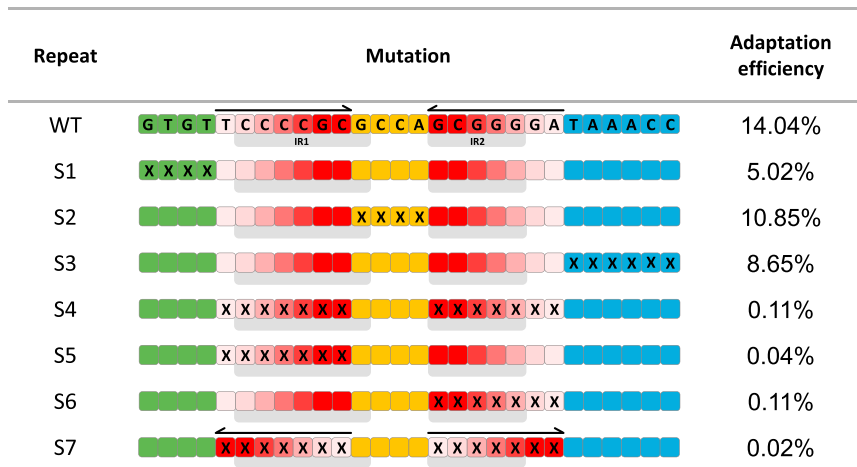 Repeat Mutation Adaptation efficiency
WT G T G T T C C C C G C G C C A G C G G G G A T A A A C C 14.04%
IR1 IR2
S1 X X X X 5.02%
S2 X X X X 10.85%
S3 X X X X X X 8.65%
S4 X X X X X X X X X X X X X X 0.11%
S5 X X X X X X X 0.04%
S6 X X X X X X X 0.11%
S7 X X X X X X X X X X X X X X 0.02%